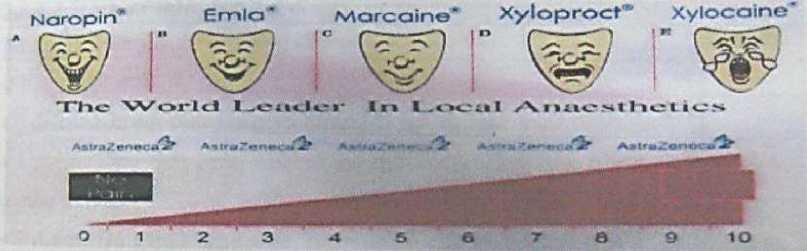 Naropin® Emla® Marcaine® Xyloproct® Xylocaine®
A B C D E
The World Leader In Local Anaesthetics
AstraZeneca AstraZeneca AstraZeneca AstraZeneca AstraZeneca
No
Pain
0 1 2 3 4 5 6 7 8 9 10